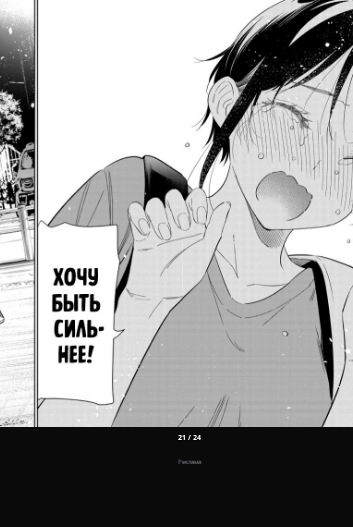 ХОЧУ
БЫТЬ
СИЛЬ-
НЕЕ!
21 / 24
Реклама